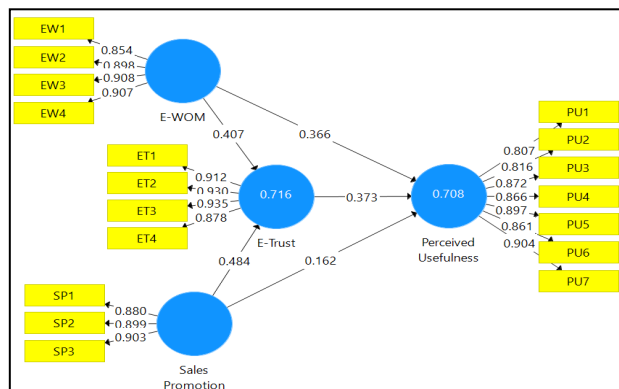 EW1
EW2
EW3
EW4
0.854
0.898
0.908
0.907
E-WOM
0.407
0.366
ET1
ET2
ET3
ET4
0.912
0.930
0.935
0.878
0.716
E-Trust
0.373
0.484
0.162
SP1
SP2
SP3
0.880
0.899
0.903
Sales
Promotion
0.708
Perceived
Usefulness
0.807
0.816
0.872
0.866
0.897
0.861
0.904
PU1
PU2
PU3
PU4
PU5
PU6
PU7